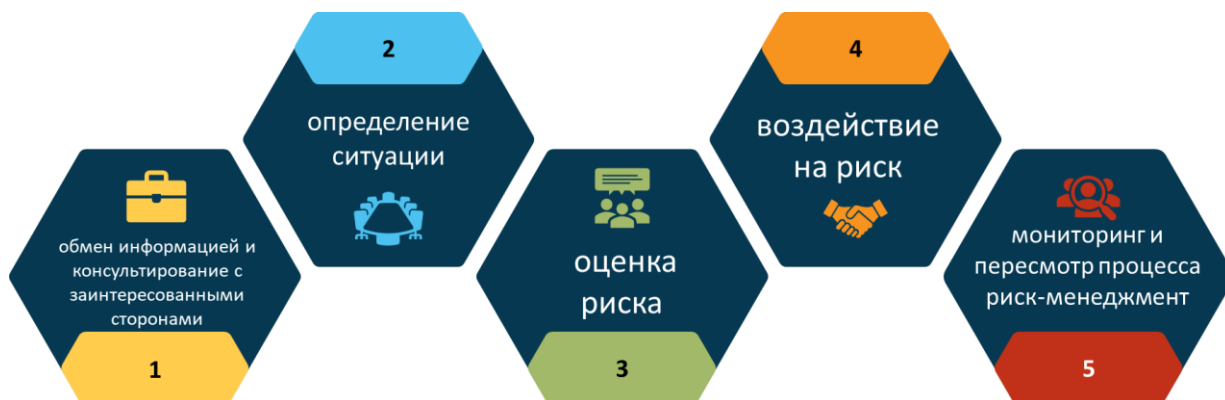 обмен информацией и
консультирование с
заинтересованными
сторонами
1
2
определение
ситуации
оценка
риска
3
4
воздействие
на риск
мониторинг и
пересмотр процесса
риск-менеджмент
5